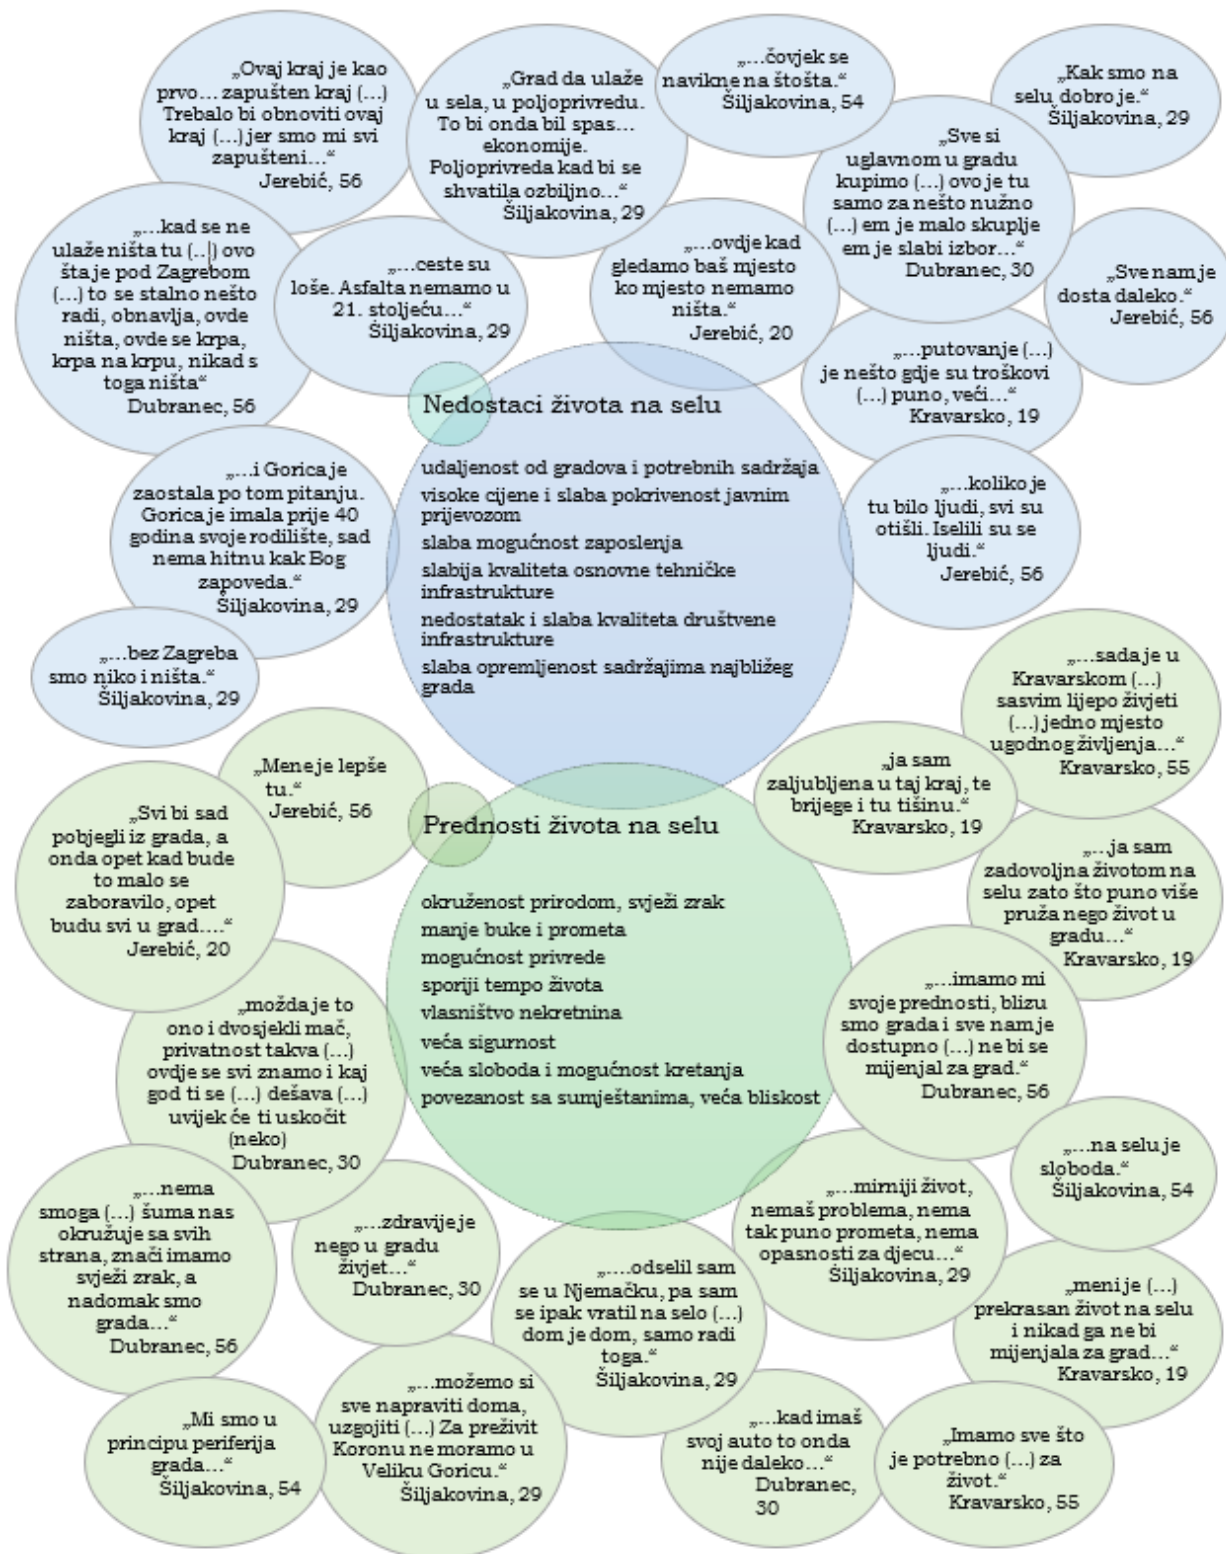 „Ovaj kraj je kao
prvo... zapušten kraj (...)
Trebalo bi obnoviti ovaj
kraj (...) jer smo mi svi
zapušteni...“
Jerebić, 56
„Grad da ulaže
u sela, u poljoprivredu.
To bi onda bil spas...
ekonomije.
Poljoprivreda kad bi se
shvatila ozbiljno...“
Šiljakovina, 29
„...čovjek se
navikne na štošta.“
Šiljakovina, 54
„Kak smo na
selu dobro je.“
Šiljakovina, 29
„Sve si
uglavnom u gradu
kupimo (...) ovo je tu
samo za nešto nužno
(...) em je malo skuplje
em je slabi izbor...“
Dubranec, 30
„...kad se ne
ulaže ništa tu (...) ovo
šta je pod Zagrebom
(...) to se stalno nešto
radi, obnavlja, ovde
ništa, ovde se krpa,
krpa na krpu, nikad s
toga ništa“
Dubranec, 56
„...ceste su
loše. Asfalta nemamo u
21. stoljeću...“
Šiljakovina, 29
„...ovdje kad
gledamo baš mjesto
ko mjesto nemamo
ništa.“
Jerebić, 20
„Sve nam je
dosta daleko.“
Jerebić, 56
„...putovanje (...)
je nešto gdje su troškovi
(...) puno, veći...“
Kravarsko, 19
„...i Gorica je
zaostala po tom pitanju.
Gorica je imala prije 40
godina svoje rodilište, sad
nema hitnu kak Bog
zapoveda.“
Šiljakovina, 29
„...koliko je
tu bilo ljudi, svi su
otišli. Iselili su se
ljudi.“
Jerebić, 56
„...bez Zagreba
smo niko i ništa.“
Šiljakovina, 29
Nedostaci života na selu
udaljenost od gradova i potrebnih sadržaja
visoke cijene i slaba pokrivenost javnim
prijevozom
slaba mogućnost zaposlenja
slabija kvaliteta osnovne tehničke
infrastrukture
nedostatak i slaba kvaliteta društvene
infrastrukture
slaba opremljenost sadržajima najbližeg
grada
„...sada je u
Kravarskom (...)
sasvim lijepo živjeti
(...) jedno mjesto
ugodnog življenja...“
Kravarsko, 55
„Mene je lepše
tu.“
Jerebić, 56
„ja sam
zaljubljena u taj kraj, te
brijege i tu tišinu.“
Kravarsko, 19
„Svi bi sad
pobjegli iz grada, a
onda opet kad bude
to malo se
zaboravilo, opet
budu svi u grad....“
Jerebić, 20
„...ja sam
zadovoljna životom na
selu zato što puno više
pruža nego život u
gradu...“
Kravarsko, 19
Prednosti života na selu
okruženost prirodom, svježi zrak
manje buke i prometa
mogućnost privrede
sporiji tempo života
vlasništvo nekretnina
veća sigurnost
veća sloboda i mogućnost kretanja
povezanost sa sumještanima, veća bliskost
„možda je to
ono i dvosjekli mač,
privatnost takva (...)
ovdje se svi znamo i kaj
god ti se (...) dešava (...)
uvijek će ti uskočit
(neko)
Dubranec, 30
„...imamo mi
svoje prednosti, blizu
smo grada i sve nam je
dostupno (...) ne bi se
mijenjal za grad.“
Dubranec, 56
„...na selu je
sloboda.“
Šiljakovina, 54
„...nema
smoga (...) šuma nas
okružuje sa svih
strana, znači imamo
svježi zrak, a
nadomak smo
grada...“
Dubranec, 56
„...zdravije je
nego u gradu
živjet...“
Dubranec, 30
„...mirniji život,
nemaš problema, nema
tak puno prometa, nema
opasnosti za djecu...“
Šiljakovina, 29
„....odselil sam
se u Njemačku, pa sam
se ipak vratil na selo (...)
dom je dom, samo radi
toga.“
Šiljakovina, 29
„meni je (...)
prekrasan život na selu
i nikad ga ne bi
mijenjala za grad...“
Kravarsko, 19
„Mi smo u
principu periferija
grada...“
Šiljakovina, 54
„...možemo si
sve napraviti doma,
uzgojiti (...) Za preživit
Koronu ne moramo u
Veliku Goricu.“
Šiljakovina, 29
„...kad imaš
svoj auto to onda
nije daleko...“
Dubranec,
30
„Imamo sve što
je potrebno (...) za
život.“
Kravarsko, 55